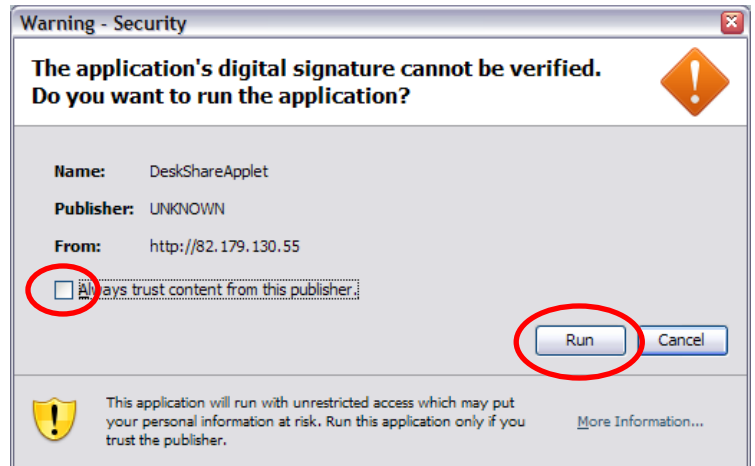 Warning - Security
The application's digital signature cannot be verified.
Do you want to run the application?
Name: DeskShareApplet
Publisher: UNKNOWN
From: http://82.179.130.55
Always trust content from this publisher.
Run Cancel
This application will run with unrestricted access which may put
your personal information at risk. Run this application only if you
trust the publisher.
More Information...